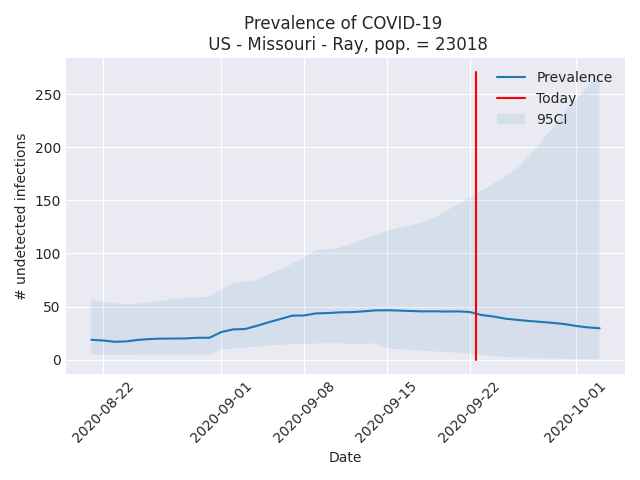 Prevalence of COVID-19
US - Missouri - Ray, pop. = 23018
Prevalence
Today
95CI
# undetected infections
250
200
150
100
50
0
2020-08-22
2020-09-01
2020-09-08
2020-09-15
2020-09-22
2020-10-01
Date